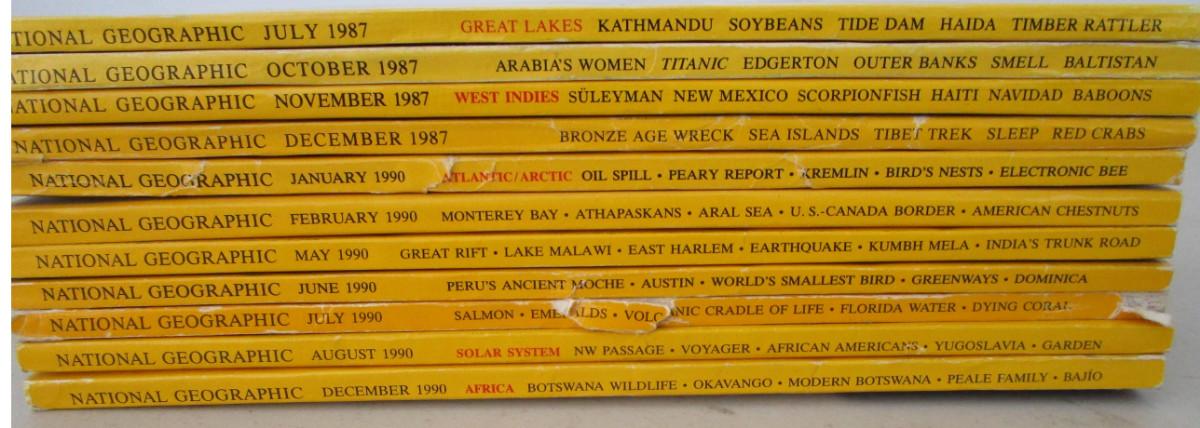 TIONAL GEOGRAPHIC JULY 1987 GREAT LAKES KATHMANDU SOYBEANS TIDE DAM HAIDA TIMBER RATTLER
ATIONAL GEOGRAPHIC OCTOBER 1987 ARABIA'S WOMEN TITANIC EDGERTON OUTER BANKS SMELL BALTISTAN
NATIONAL GEOGRAPHIC NOVEMBER 1987 WEST INDIES SÜLEYMAN NEW MEXICO SCORPIONFISH HAITI NAVIDAD BABOONS
NATIONAL GEOGRAPHIC DECEMBER 1987 BRONZE AGE WRECK SEA ISLANDS TIBET TREK SLEEP RED CRABS
NATIONAL GEOGRAPHIC JANUARY 1990 ATLANTIC/ARCTIC OIL SPILL • PEARY REPORT • KREMLIN • BIRD'S NESTS • ELECTRONIC BEE
NATIONAL GEOGRAPHIC FEBRUARY 1990 MONTEREY BAY • ATHAPASKANS • ARAL SEA • U.S.-CANADA BORDER • AMERICAN CHESTNUTS
NATIONAL GEOGRAPHIC MAY 1990 GREAT RIFT • LAKE MALAWI • EAST HARLEM • EARTHQUAKE • KUMBH MELA • INDIA'S TRUNK ROAD
NATIONAL GEOGRAPHIC JUNE 1990 PERU'S ANCIENT MOCHE • AUSTIN • WORLD'S SMALLEST BIRD • GREENWAYS • DOMINICA
NATIONAL GEOGRAPHIC JULY 1990 SALMON • EMERALDS • VOLCANIC CRADLE OF LIFE • FLORIDA WATER • DYING CORAL
NATIONAL GEOGRAPHIC AUGUST 1990 SOLAR SYSTEM NW PASSAGE • VOYAGER • AFRICAN AMERICANS • YUGOSLAVIA • GARDEN
NATIONAL GEOGRAPHIC DECEMBER 1990 AFRICA BOTSWANA WILDLIFE • OKAVANGO • MODERN BOTSWANA • PEALE FAMILY • BAJÍO